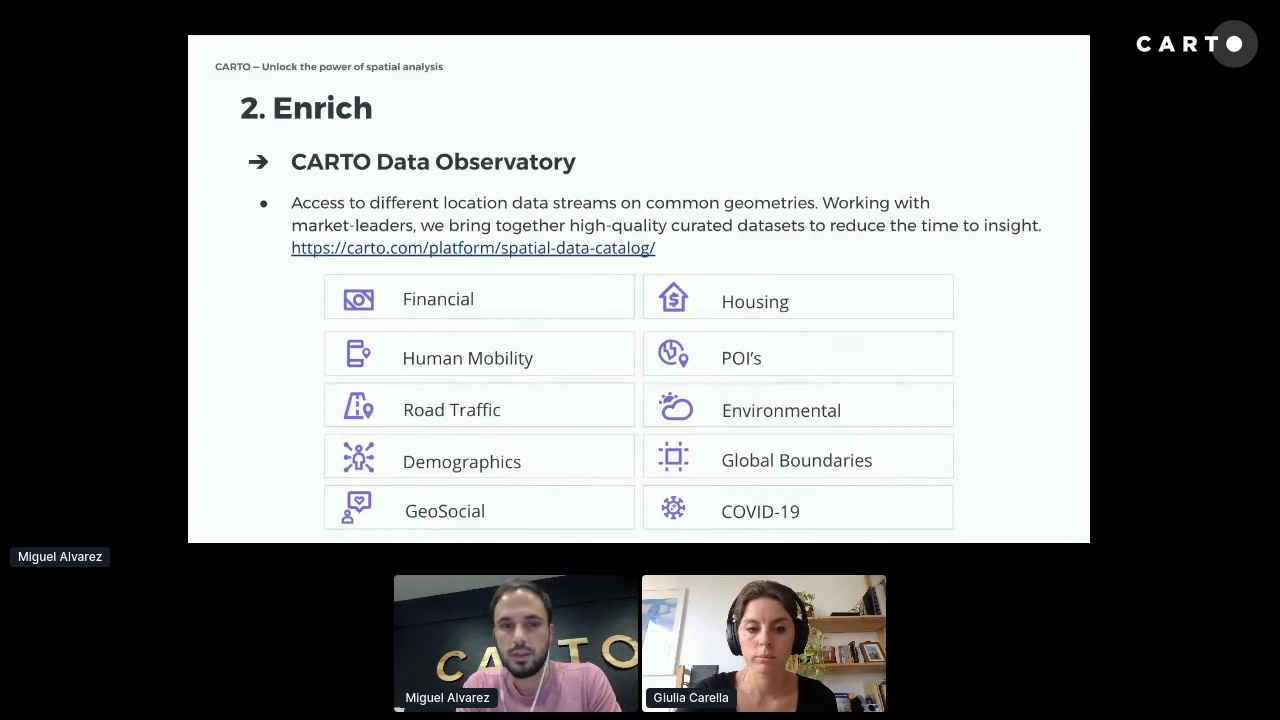 CARTO
CARTO — Unlock the power of spatial analysis
2. Enrich
➔ CARTO Data Observatory
● Access to different location data streams on common geometries. Working with
market-leaders, we bring together high-quality curated datasets to reduce the time to insight.
https://carto.com/platform/spatial-data-catalog/
Financial
Housing
Human Mobility
POI's
Road Traffic
Environmental
Demographics
Global Boundaries
GeoSocial
COVID-19
Miguel Alvarez
CARTO
Miguel Alvarez
Giulia Carella